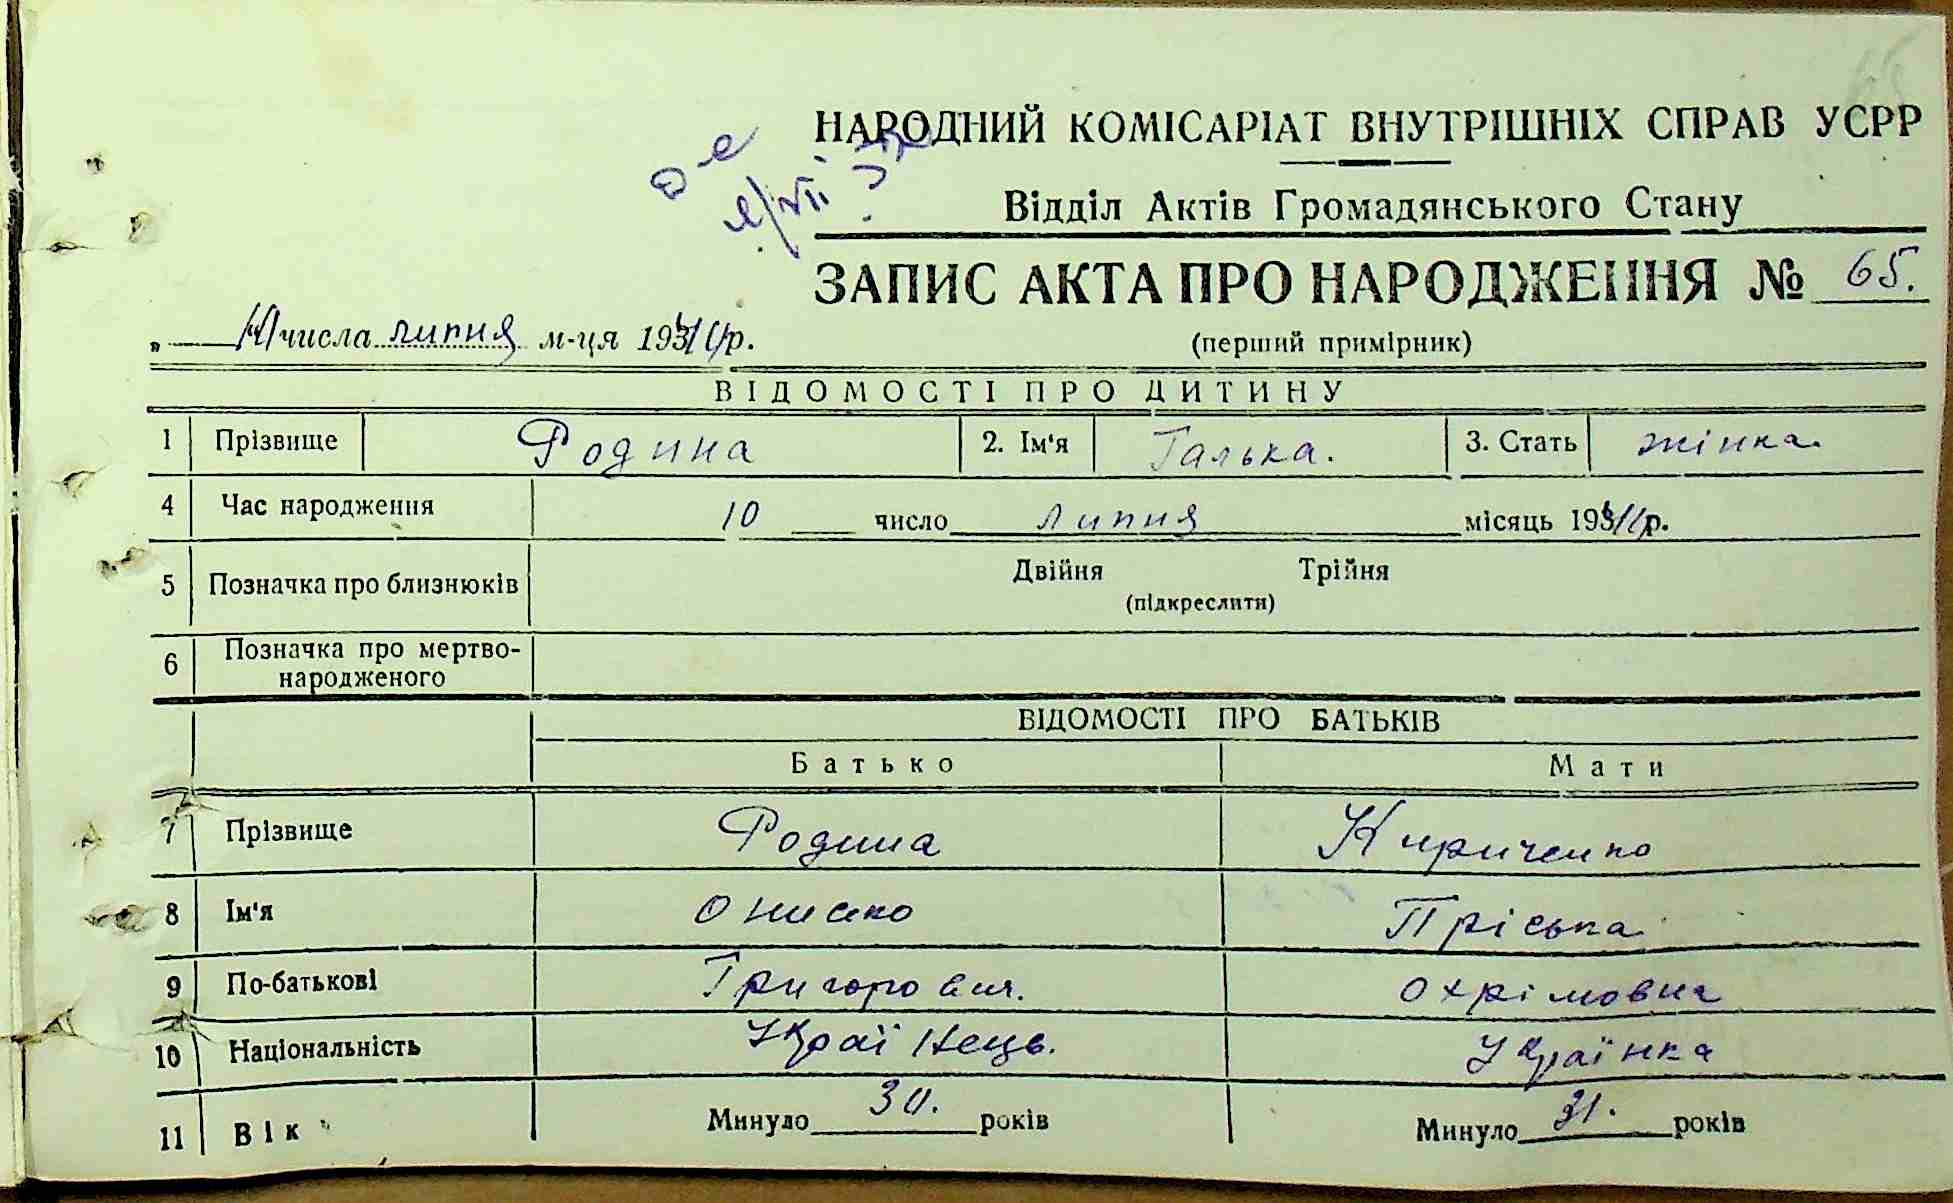 НАРОДНИЙ КОМІСАРІАТ ВНУТРІШНІХ СПРАВ УСРР
Відділ Актів Громадянського Стану
ЗАПИС АКТА ПРО НАРОДЖЕННЯ № 65.
(перший примірник)
„ числа липня м-ця 193 р.
ВІДОМОСТІ ПРО ДИТИНУ
1 Прізвище Родина 2. Ім'я Галька. 3. Стать жінка.
4 Час народження 10 число липня місяць 193 р.
5 Позначка про близнюків Двійня Трійня
(підкреслити)
6 Позначка про мертво-
народженого
ВІДОМОСТІ ПРО БАТЬКІВ
Батько Мати
7 Прізвище Родина Кириченко
8 Ім'я Онисько Пріська
9 По-батькові Григорович. Охрімовна
10 Національність Українець. Українка
11 Вік Минуло 30. років Минуло 31. років